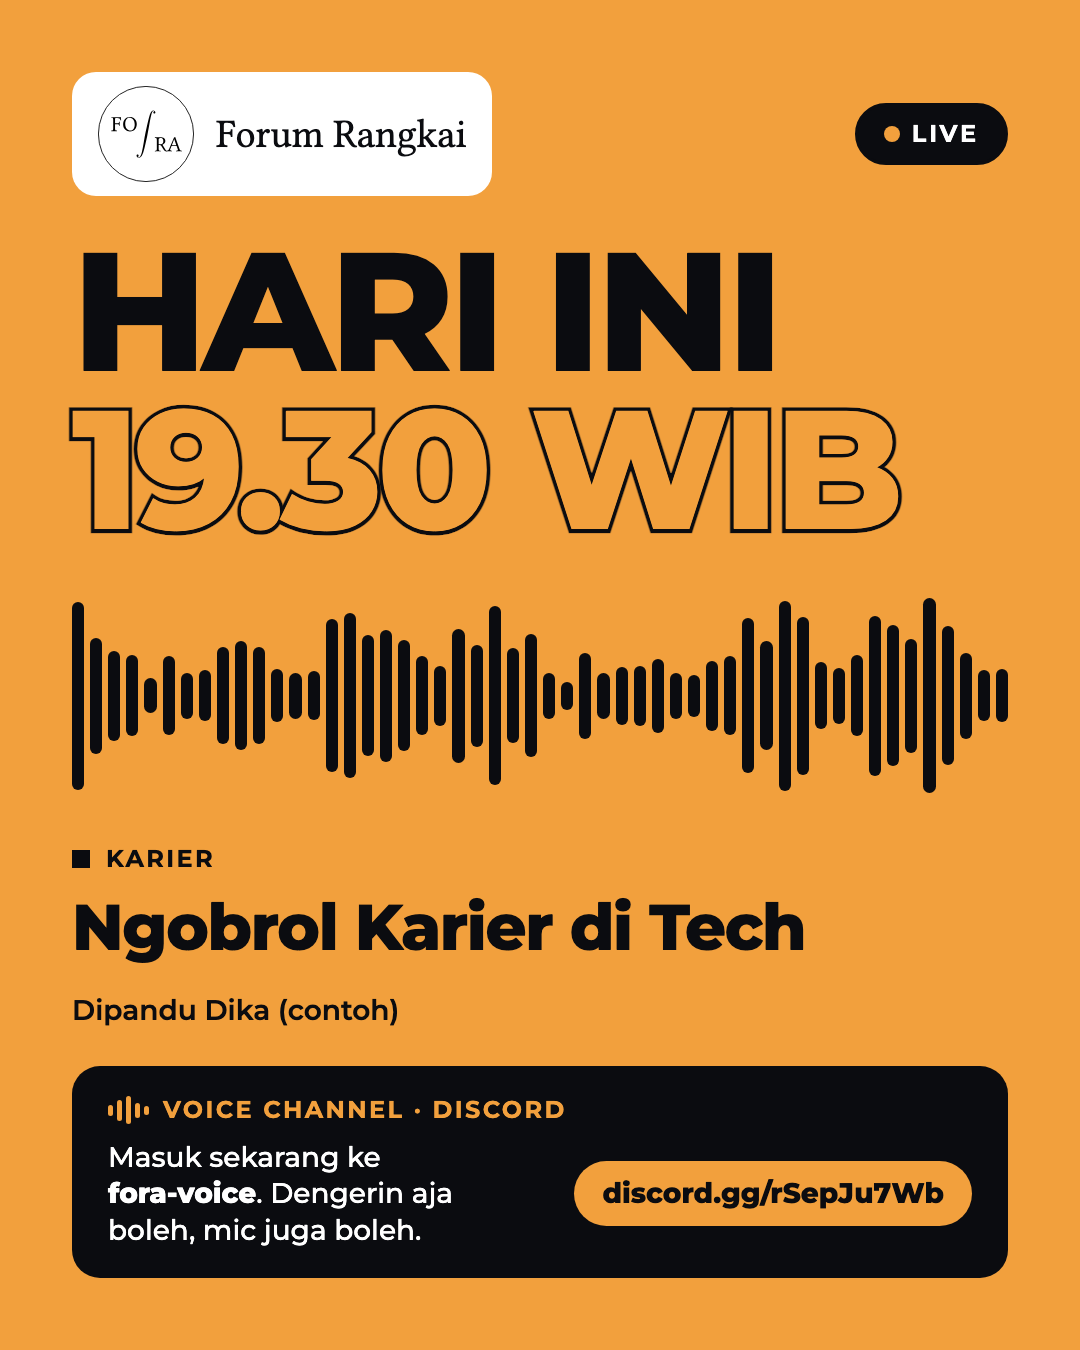 FO
RA
Forum Rangkai
LIVE
HARI INI
19.30 WIB
KARIER
Ngobrol Karier di Tech
Dipandu Dika (contoh)
VOICE CHANNEL · DISCORD
Masuk sekarang ke
fora-voice. Dengerin aja
boleh, mic juga boleh.
discord.gg/rSepJu7Wb